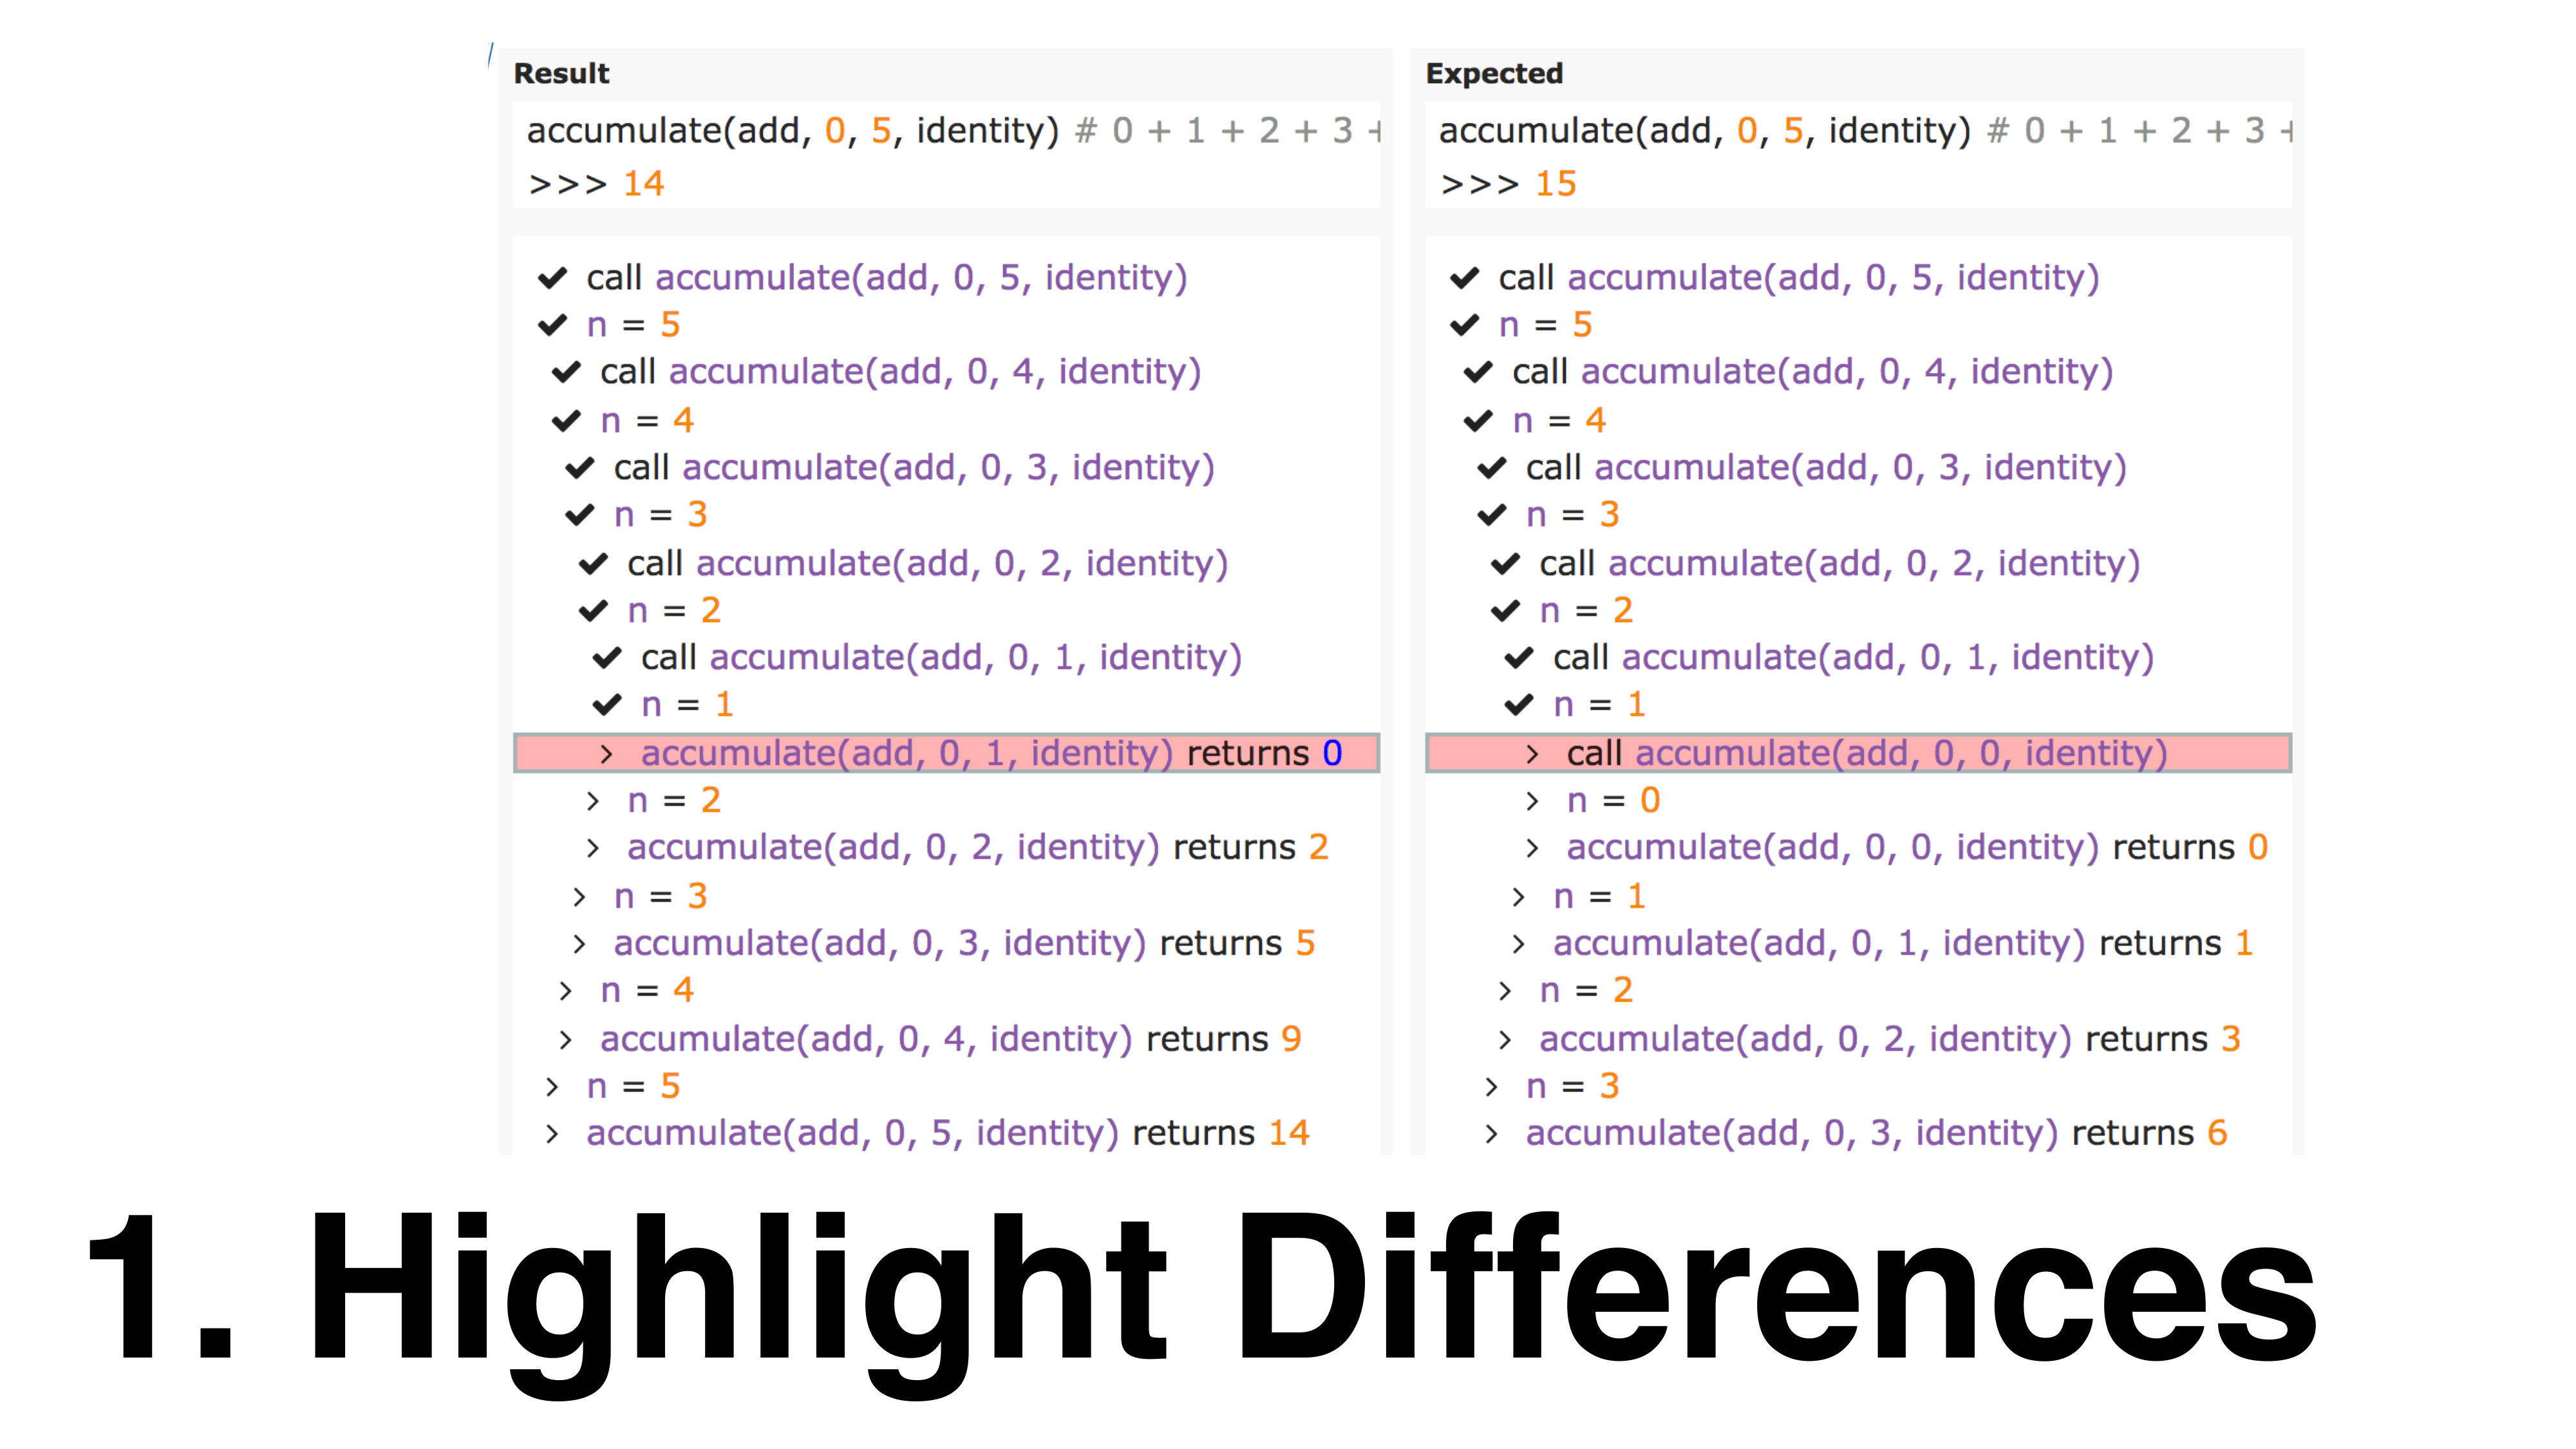 Result
accumulate(add, 0, 5, identity) # 0 + 1 + 2 + 3 +
>>> 14
call accumulate(add, 0, 5, identity)
n = 5
call accumulate(add, 0, 4, identity)
n = 4
call accumulate(add, 0, 3, identity)
n = 3
call accumulate(add, 0, 2, identity)
n = 2
call accumulate(add, 0, 1, identity)
n = 1
accumulate(add, 0, 1, identity) returns 0
n = 2
accumulate(add, 0, 2, identity) returns 2
n = 3
accumulate(add, 0, 3, identity) returns 5
n = 4
accumulate(add, 0, 4, identity) returns 9
n = 5
accumulate(add, 0, 5, identity) returns 14
Expected
accumulate(add, 0, 5, identity) # 0 + 1 + 2 + 3 +
>>> 15
call accumulate(add, 0, 5, identity)
n = 5
call accumulate(add, 0, 4, identity)
n = 4
call accumulate(add, 0, 3, identity)
n = 3
call accumulate(add, 0, 2, identity)
n = 2
call accumulate(add, 0, 1, identity)
n = 1
call accumulate(add, 0, 0, identity)
n = 0
accumulate(add, 0, 0, identity) returns 0
n = 1
accumulate(add, 0, 1, identity) returns 1
n = 2
accumulate(add, 0, 2, identity) returns 3
n = 3
accumulate(add, 0, 3, identity) returns 6
1. Highlight Differences